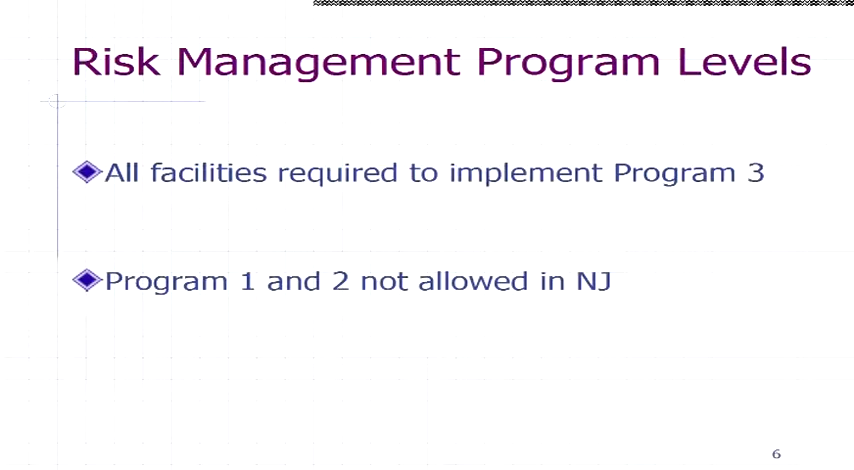 Risk Management Program Levels
All facilities required to implement Program 3
Program 1 and 2 not allowed in NJ
6